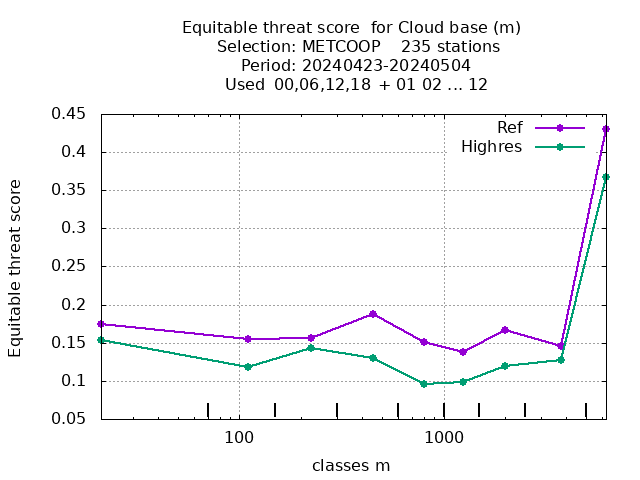 Equitable threat score  for Cloud base (m)
Selection: METCOOP    235 stations
Period: 20240423-20240504
Used  00,06,12,18 + 01 02 ... 12
Ref
Highres
Equitable threat score
0.45
0.4
0.35
0.3
0.25
0.2
0.15
0.1
0.05
100
1000
classes m